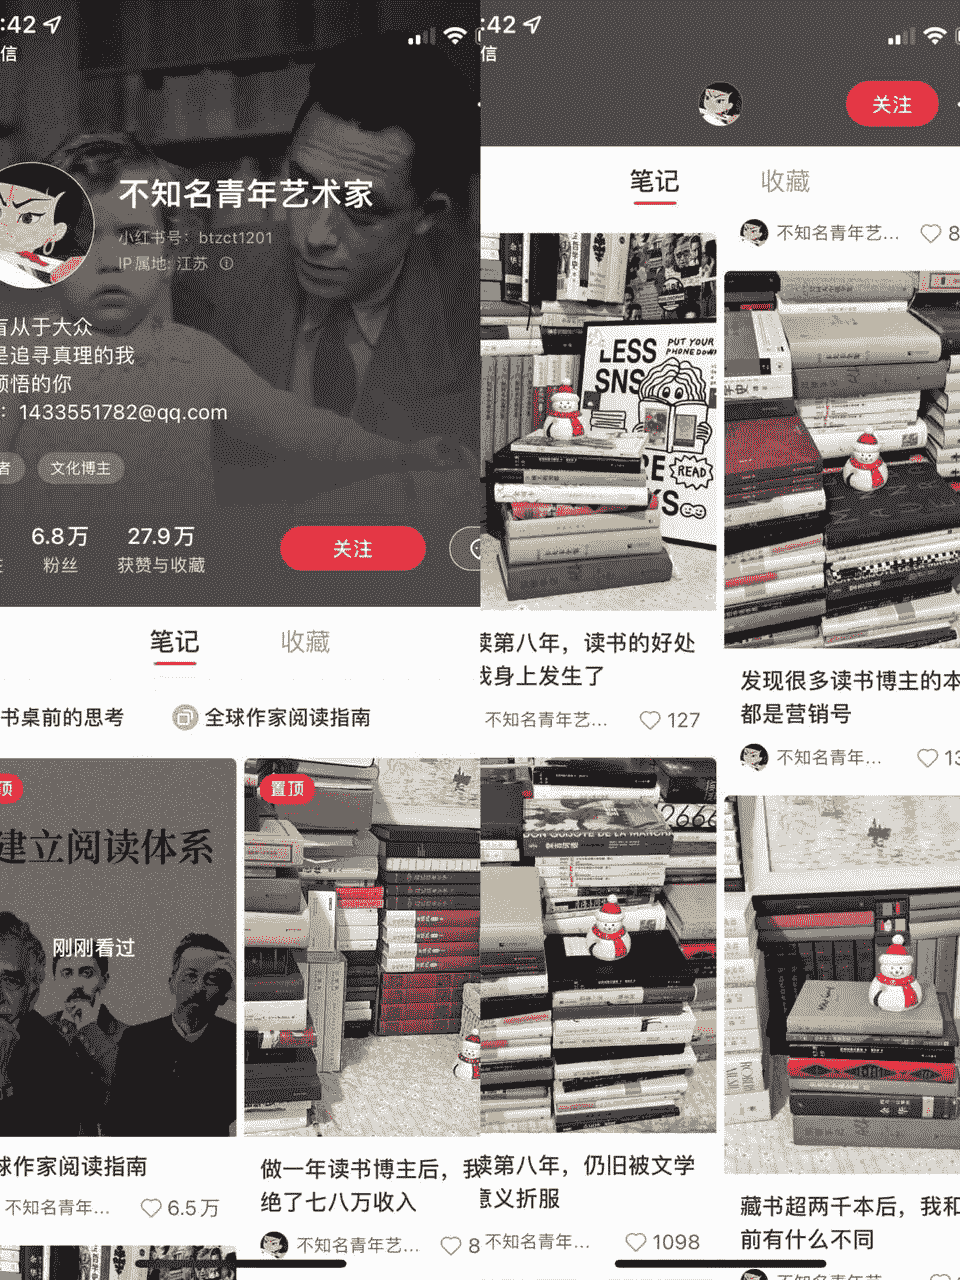 :42
信
不知名青年艺术家
小红书号：btzct1201
IP属地: 江苏
盲从于大众
是追寻真理的我
顾悟的你
：1433551782@qq.com
者
文化博主
6.8万
27.9万
粉丝
获赞与收藏
关注
笔记
收藏
书桌前的思考
全球作家阅读指南
顶
建立阅读体系
刚刚看过
球作家阅读指南
不知名青年...
6.5万
置顶
做一年读书博主后，我
绝了七八万收入
不知名青年艺...
8
:42
信
关注
笔记
收藏
LESS
SNS
PUT YOUR
PHONE DOWN
READ
读第八年，读书的好处
我身上发生了
不知名青年艺...
127
DON QUIJOTE DE LA MANCHA
2666
读第八年，仍旧被文学
意义折服
不知名青年...
1098
不知名青年艺...
8
发现很多读书博主的本
都是营销号
不知名青年...
13
藏书超两千本后，我和
前有什么不同
不知名青年艺